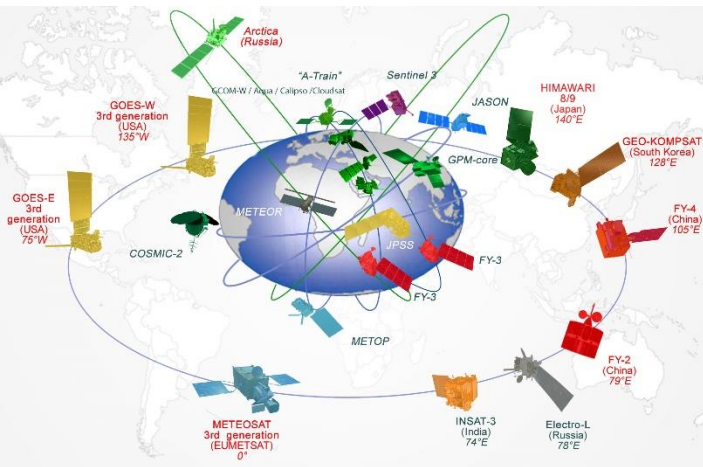 Arctica
(Russia)
"A-Train"
GCOM-W / Aqua / Calipso /Cloudsat
Sentinel 3
JASON
HIMAWARI
8/9
(Japan)
140°E
GOES-W
3rd generation
(USA)
135°W
GPM-core
GEO-KOMPSAT
(South Korea)
128°E
GOES-E
3rd
generation
(USA)
75°W
METEOR
COSMIC-2
JPSS
FY-4
(China)
105°E
FY-3
FY-3
METOP
FY-2
(China)
79°E
METEOSAT
3rd generation
(EUMETSAT)
0°
INSAT-3
(India)
74°E
Electro-L
(Russia)
78°E